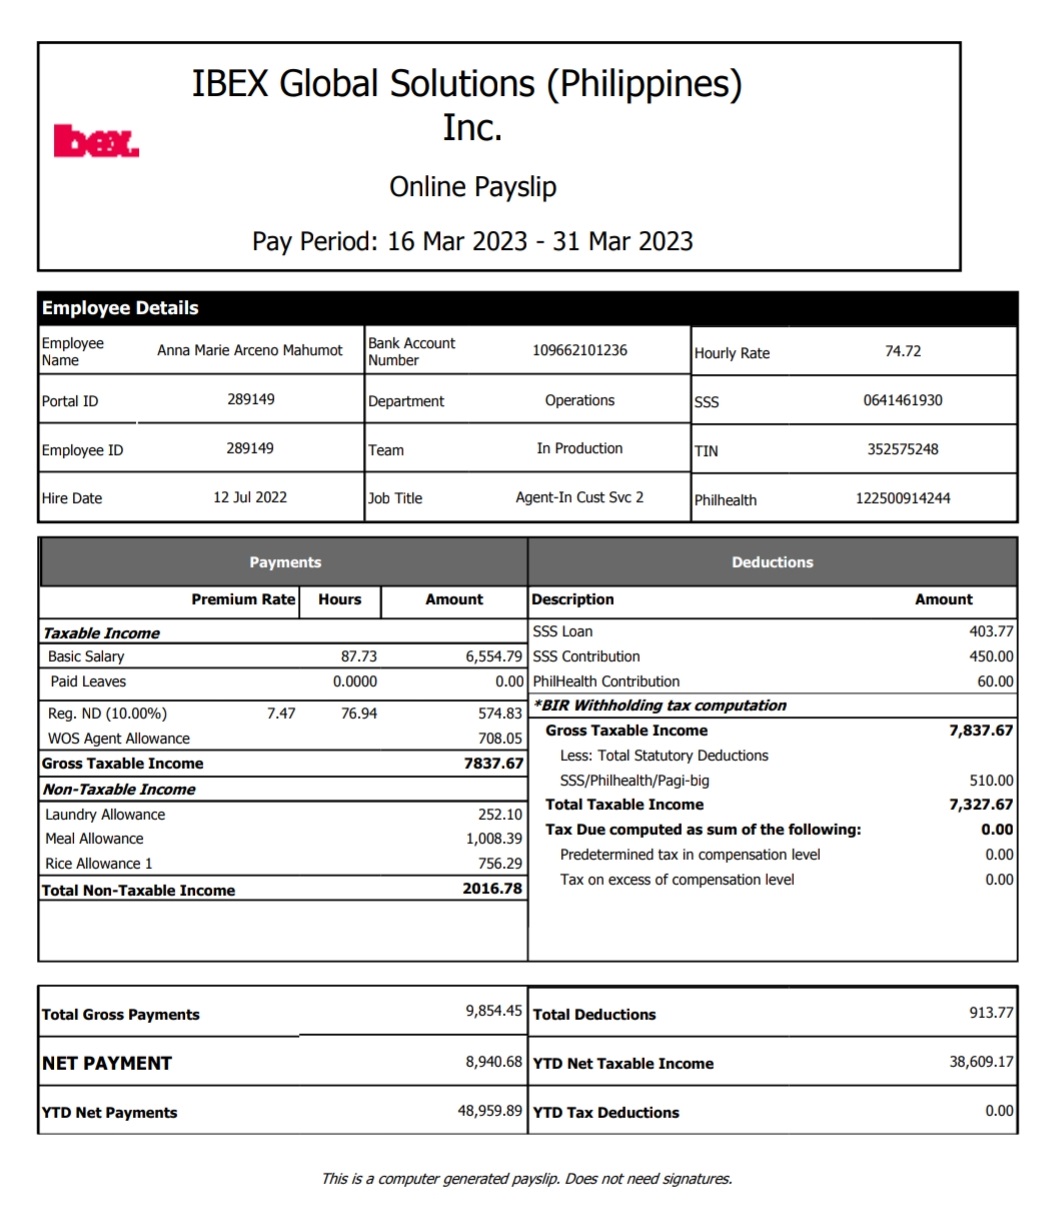 IBEX Global Solutions (Philippines)
Inc.
ibex.
Online Payslip
Pay Period: 16 Mar 2023 - 31 Mar 2023
Employee Details
Employee Name Anna Marie Arceno Mahumot Bank Account Number 109662101236 Hourly Rate 74.72
Portal ID 289149 Department Operations SSS 0641461930
Employee ID 289149 Team In Production TIN 352575248
Hire Date 12 Jul 2022 Job Title Agent-In Cust Svc 2 Philhealth 122500914244
Payments Deductions
Premium Rate Hours Amount Description Amount
Taxable Income SSS Loan 403.77
Basic Salary 87.73 6,554.79 SSS Contribution 450.00
Paid Leaves 0.0000 0.00 PhilHealth Contribution 60.00
*BIR Withholding tax computation
Reg. ND (10.00%) 7.47 76.94 574.83
Gross Taxable Income 7,837.67
WOS Agent Allowance 708.05
Less: Total Statutory Deductions
Gross Taxable Income 7837.67
SSS/Philhealth/Pagi-big 510.00
Non-Taxable Income
Total Taxable Income 7,327.67
Laundry Allowance 252.10
Tax Due computed as sum of the following: 0.00
Meal Allowance 1,008.39
Predetermined tax in compensation level 0.00
Rice Allowance 1 756.29
Tax on excess of compensation level 0.00
Total Non-Taxable Income 2016.78
Total Gross Payments 9,854.45 Total Deductions 913.77
NET PAYMENT 8,940.68 YTD Net Taxable Income 38,609.17
YTD Net Payments 48,959.89 YTD Tax Deductions 0.00
This is a computer generated payslip. Does not need signatures.